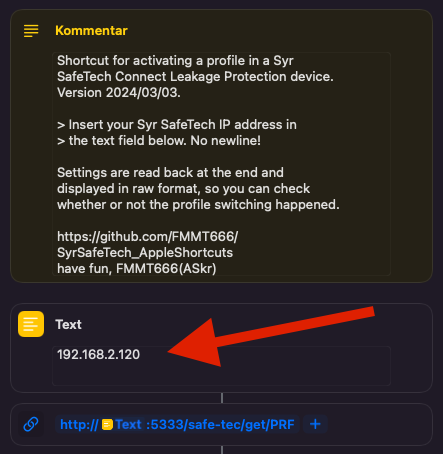 Kommentar
Shortcut for activating a profile in a Syr
SafeTech Connect Leakage Protection device.
Version 2024/03/03.
> Insert your Syr SafeTech IP address in
> the text field below. No newline!
Settings are read back at the end and
displayed in raw format, so you can check
whether or not the profile switching happened.
https://github.com/FMMT666/
SyrSafeTech_AppleShortcuts
have fun, FMMT666(ASkr)
Text
192.168.2.120
http:// Text :5333/safe-tec/get/PRF +